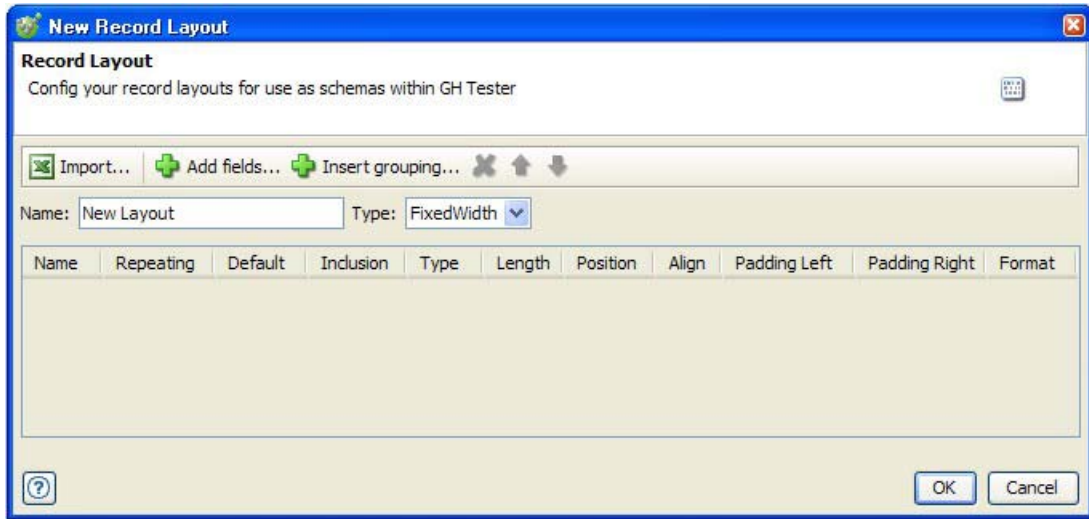 New Record Layout
Record Layout
Config your record layouts for use as schemas within GH Tester
Import... Add fields... Insert grouping...
Name: New Layout Type: FixedWidth
Name Repeating Default Inclusion Type Length Position Align Padding Left Padding Right Format
? OK Cancel